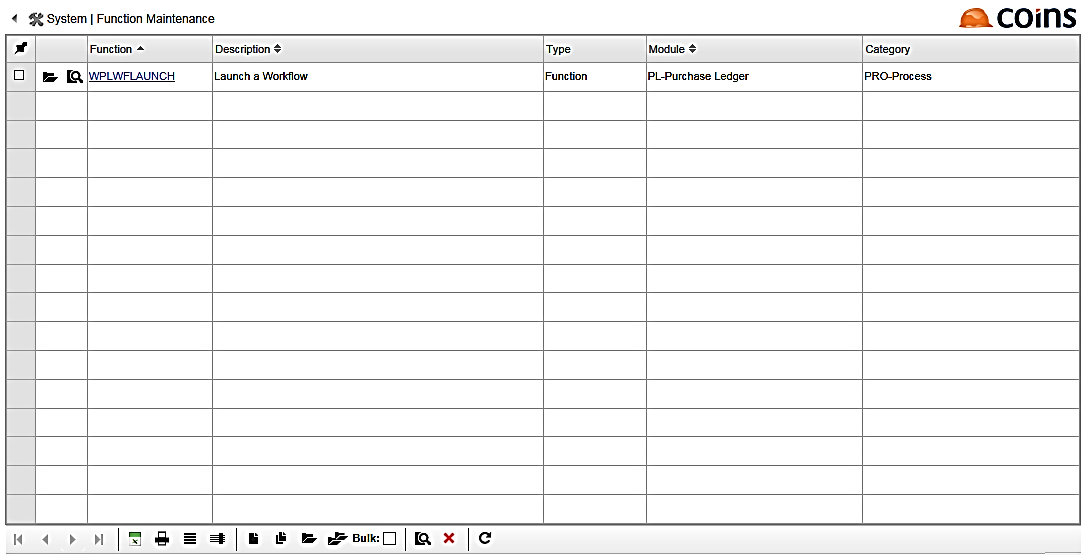 System | Function Maintenance
coins
Function Description Type Module Category
WPLWFLAUNCH Launch a Workflow Function PL-Purchase Ledger PRO-Process
Bulk: